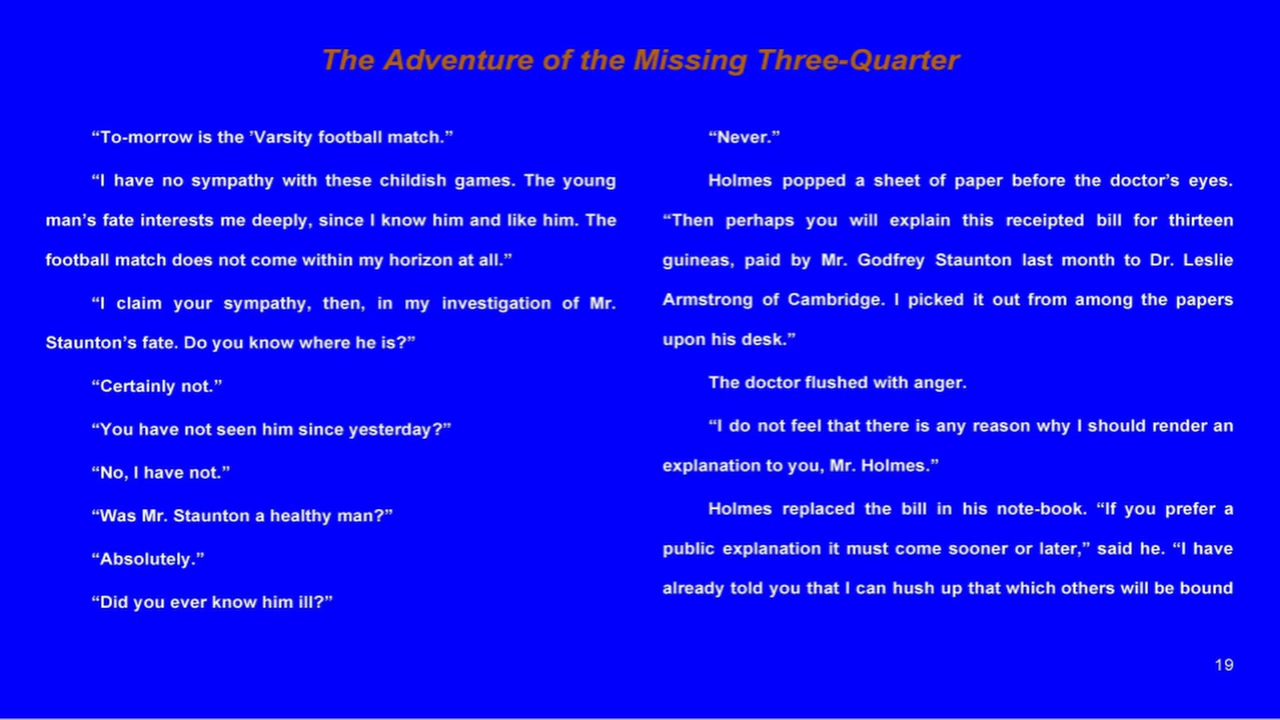 The Adventure of the Missing Three-Quarter
“To-morrow is the ’Varsity football match.”
“I have no sympathy with these childish games. The young
man’s fate interests me deeply, since I know him and like him. The
football match does not come within my horizon at all.”
“I claim your sympathy, then, in my investigation of Mr.
Staunton’s fate. Do you know where he is?”
“Certainly not.”
“You have not seen him since yesterday?”
“No, I have not.”
“Was Mr. Staunton a healthy man?”
“Absolutely.”
“Did you ever know him ill?”
“Never.”
Holmes popped a sheet of paper before the doctor’s eyes.
“Then perhaps you will explain this receipted bill for thirteen
guineas, paid by Mr. Godfrey Staunton last month to Dr. Leslie
Armstrong of Cambridge. I picked it out from among the papers
upon his desk.”
The doctor flushed with anger.
“I do not feel that there is any reason why I should render an
explanation to you, Mr. Holmes.”
Holmes replaced the bill in his note-book. “If you prefer a
public explanation it must come sooner or later,” said he. “I have
already told you that I can hush up that which others will be bound
19